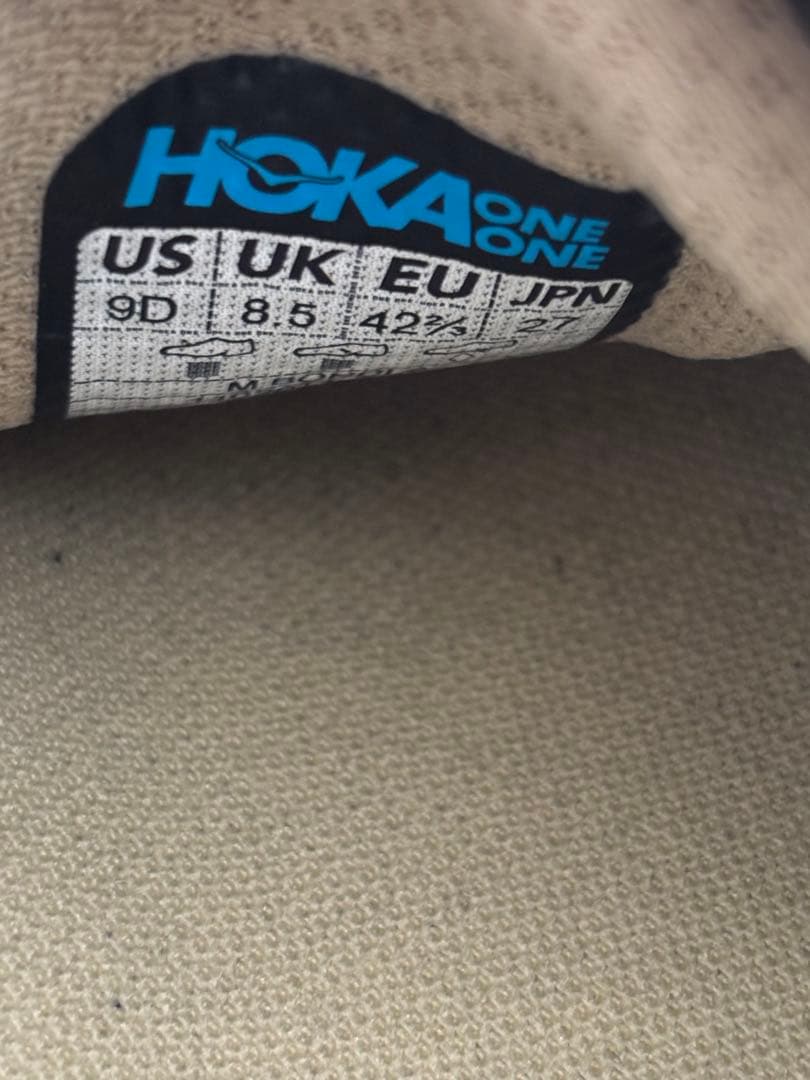 HOKA ONE ONE
US UK EU JPN
9D 8.5 42⅔ 27
M